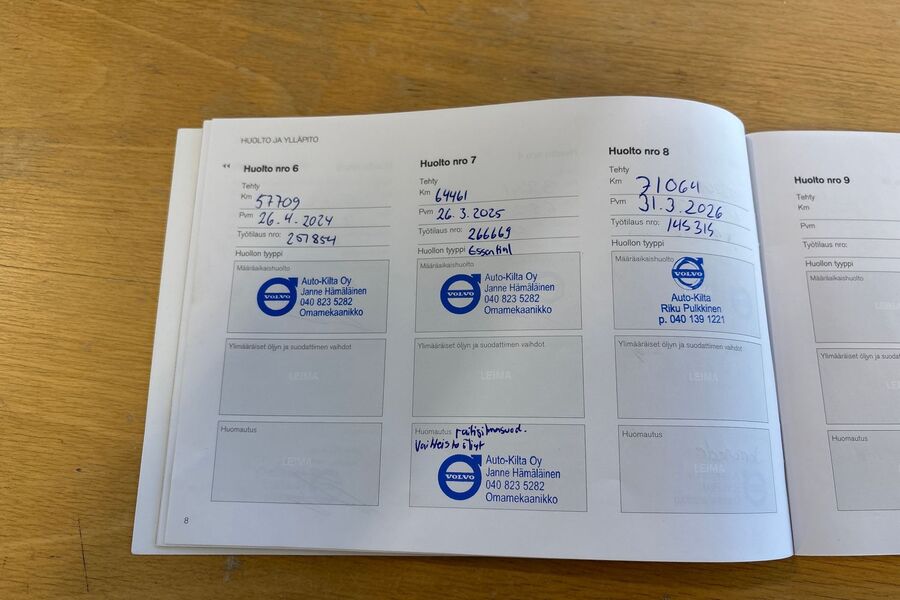 HUOLTO JA YLLÄPITO
Huolto nro 6
Tehty
Km 57709
Pvm 26.4.2024
Työtilaus nro: 257854
Huollon tyyppi
Määräaikaishuolto
VOLVO
Auto-Kilta Oy
Janne Hämäläinen
040 823 5282
Omamekaanikko
Ylimääräiset öljyn ja suodattimen vaihdot
LEIMA
Huomautus
LEIMA
8
Huolto nro 7
Tehty
Km 64461
Pvm 26.3.2025
Työtilaus nro: 266669
Huollon tyyppi Essential
Määräaikaishuolto
VOLVO
Auto-Kilta Oy
Janne Hämäläinen
040 823 5282
Omamekaanikko
Ylimääräiset öljyn ja suodattimen vaihdot
LEIMA
Huomautus raitisilmasuod.
Vaihteisto öljyt
VOLVO
Auto-Kilta Oy
Janne Hämäläinen
040 823 5282
Omamekaanikko
Huolto nro 8
Tehty
Km 71064
Pvm 31.3.2026
Työtilaus nro: 145315
Huollon tyyppi
Määräaikaishuolto
VOLVO
Auto-Kilta
Riku Pulkkinen
p. 040 139 1221
Ylimääräiset öljyn ja suodattimen vaihdot
LEIMA
Huomautus
LEIMA
Huolto nro 9
Tehty
Km
Pvm
Työtilaus nro:
Huollon tyyppi
Määräaikaishuolto
Ylimääräiset öljyn ja suodattimen
Huomautus